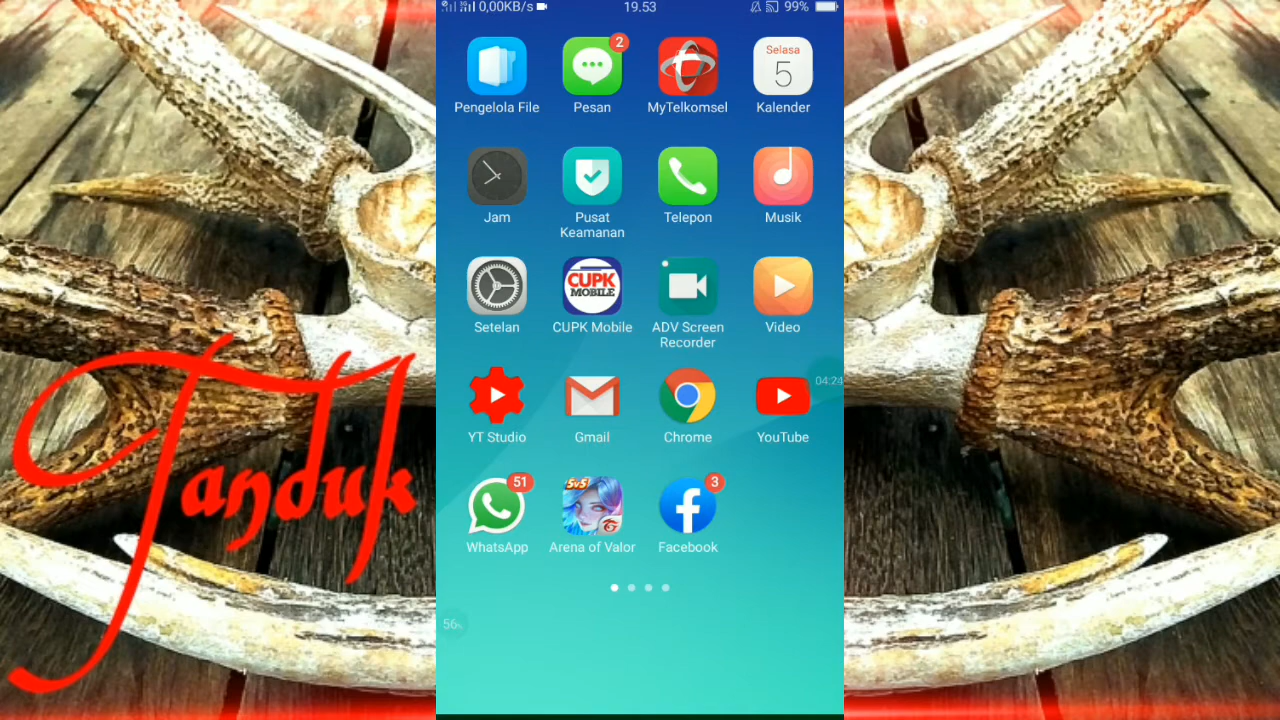 0,00KB/s 19.53 99%
2
Selasa
5
Pengelola File Pesan MyTelkomsel Kalender
Jam Pusat Keamanan Telepon Musik
CUPK
MOBILE
Setelan CUPK Mobile ADV Screen Recorder Video
04:24
YT Studio Gmail Chrome YouTube
51
5v5!
3
WhatsApp Arena of Valor Facebook
56%
Tanduk